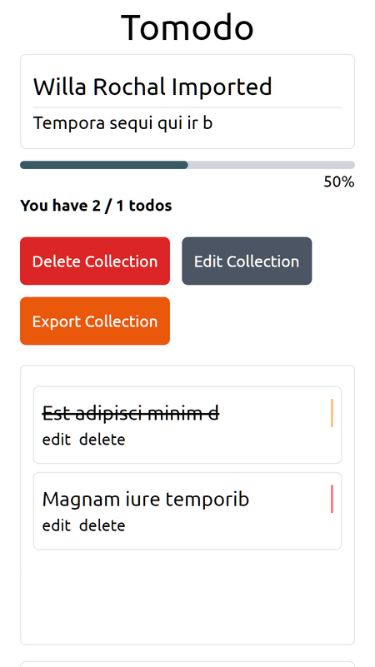 Tomodo
Willa Rochal Imported
Tempora sequi qui ir b
50%
You have 2 / 1 todos
Delete Collection
Edit Collection
Export Collection
Est adipisci minim d
edit delete
Magnam iure temporib
edit delete